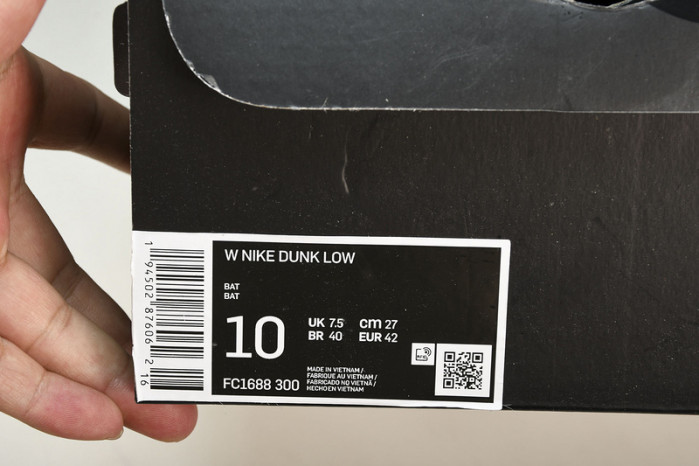 W NIKE DUNK LOW
BAT
BAT
10
UK 7.5 cm 27
BR 40 EUR 42
FC1688 300
MADE IN VIETNAM /
FABRIQUE AU VIETNAM /
FABRICADO NO VIETNÃ /
HECHO EN VIETNAM
1 94502 87606 2 16